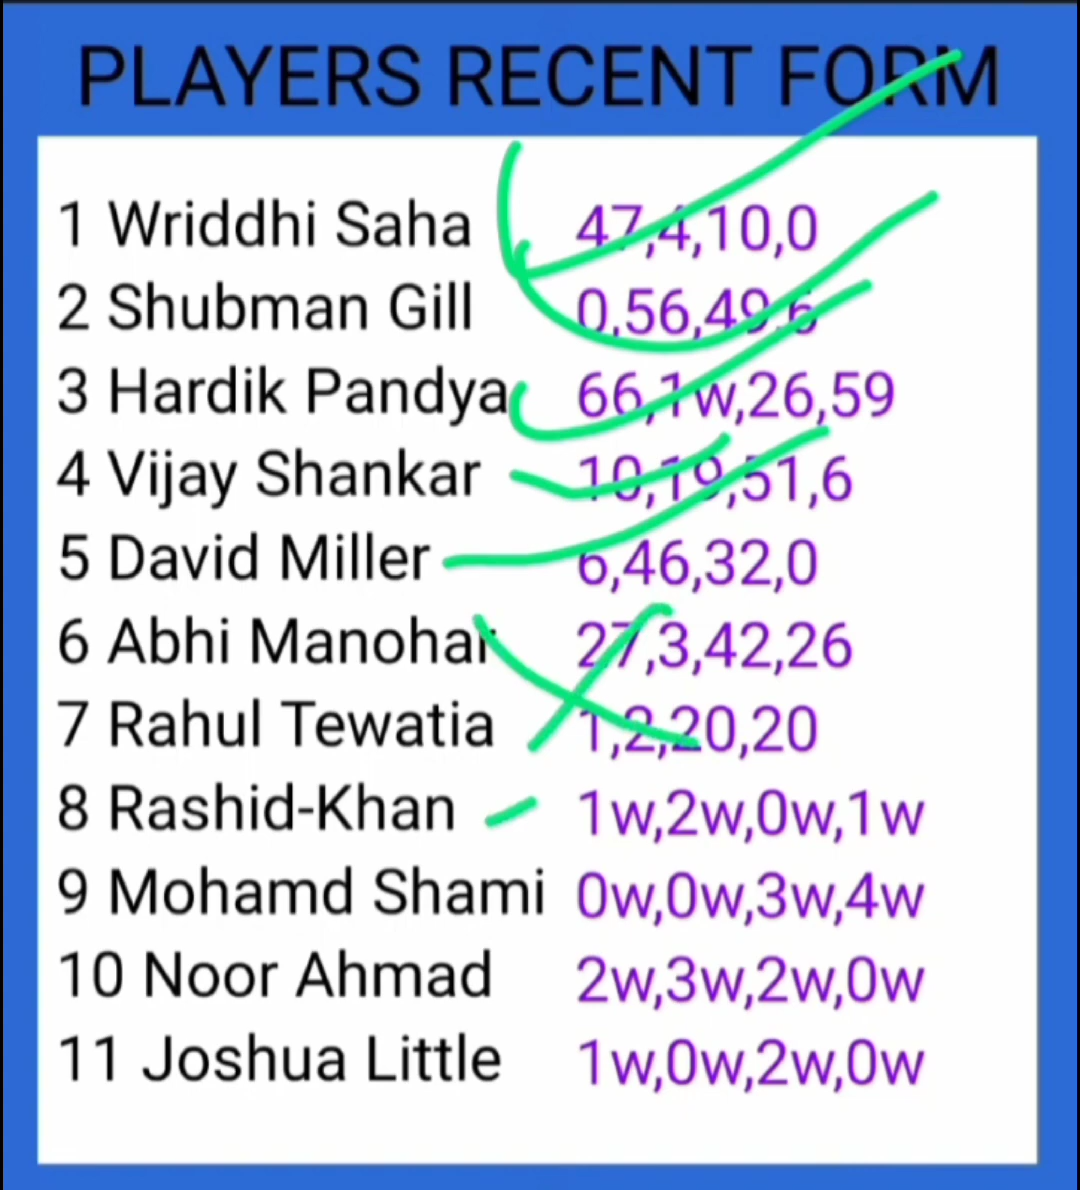 PLAYERS RECENT FORM
1 Wriddhi Saha 47,4,10,0
2 Shubman Gill 0,56,49,6
3 Hardik Pandya 66,1w,26,59
4 Vijay Shankar 10,19,51,6
5 David Miller 6,46,32,0
6 Abhi Manohar 27,3,42,26
7 Rahul Tewatia 1,2,20,20
8 Rashid-Khan 1w,2w,0w,1w
9 Mohamd Shami 0w,0w,3w,4w
10 Noor Ahmad 2w,3w,2w,0w
11 Joshua Little 1w,0w,2w,0w